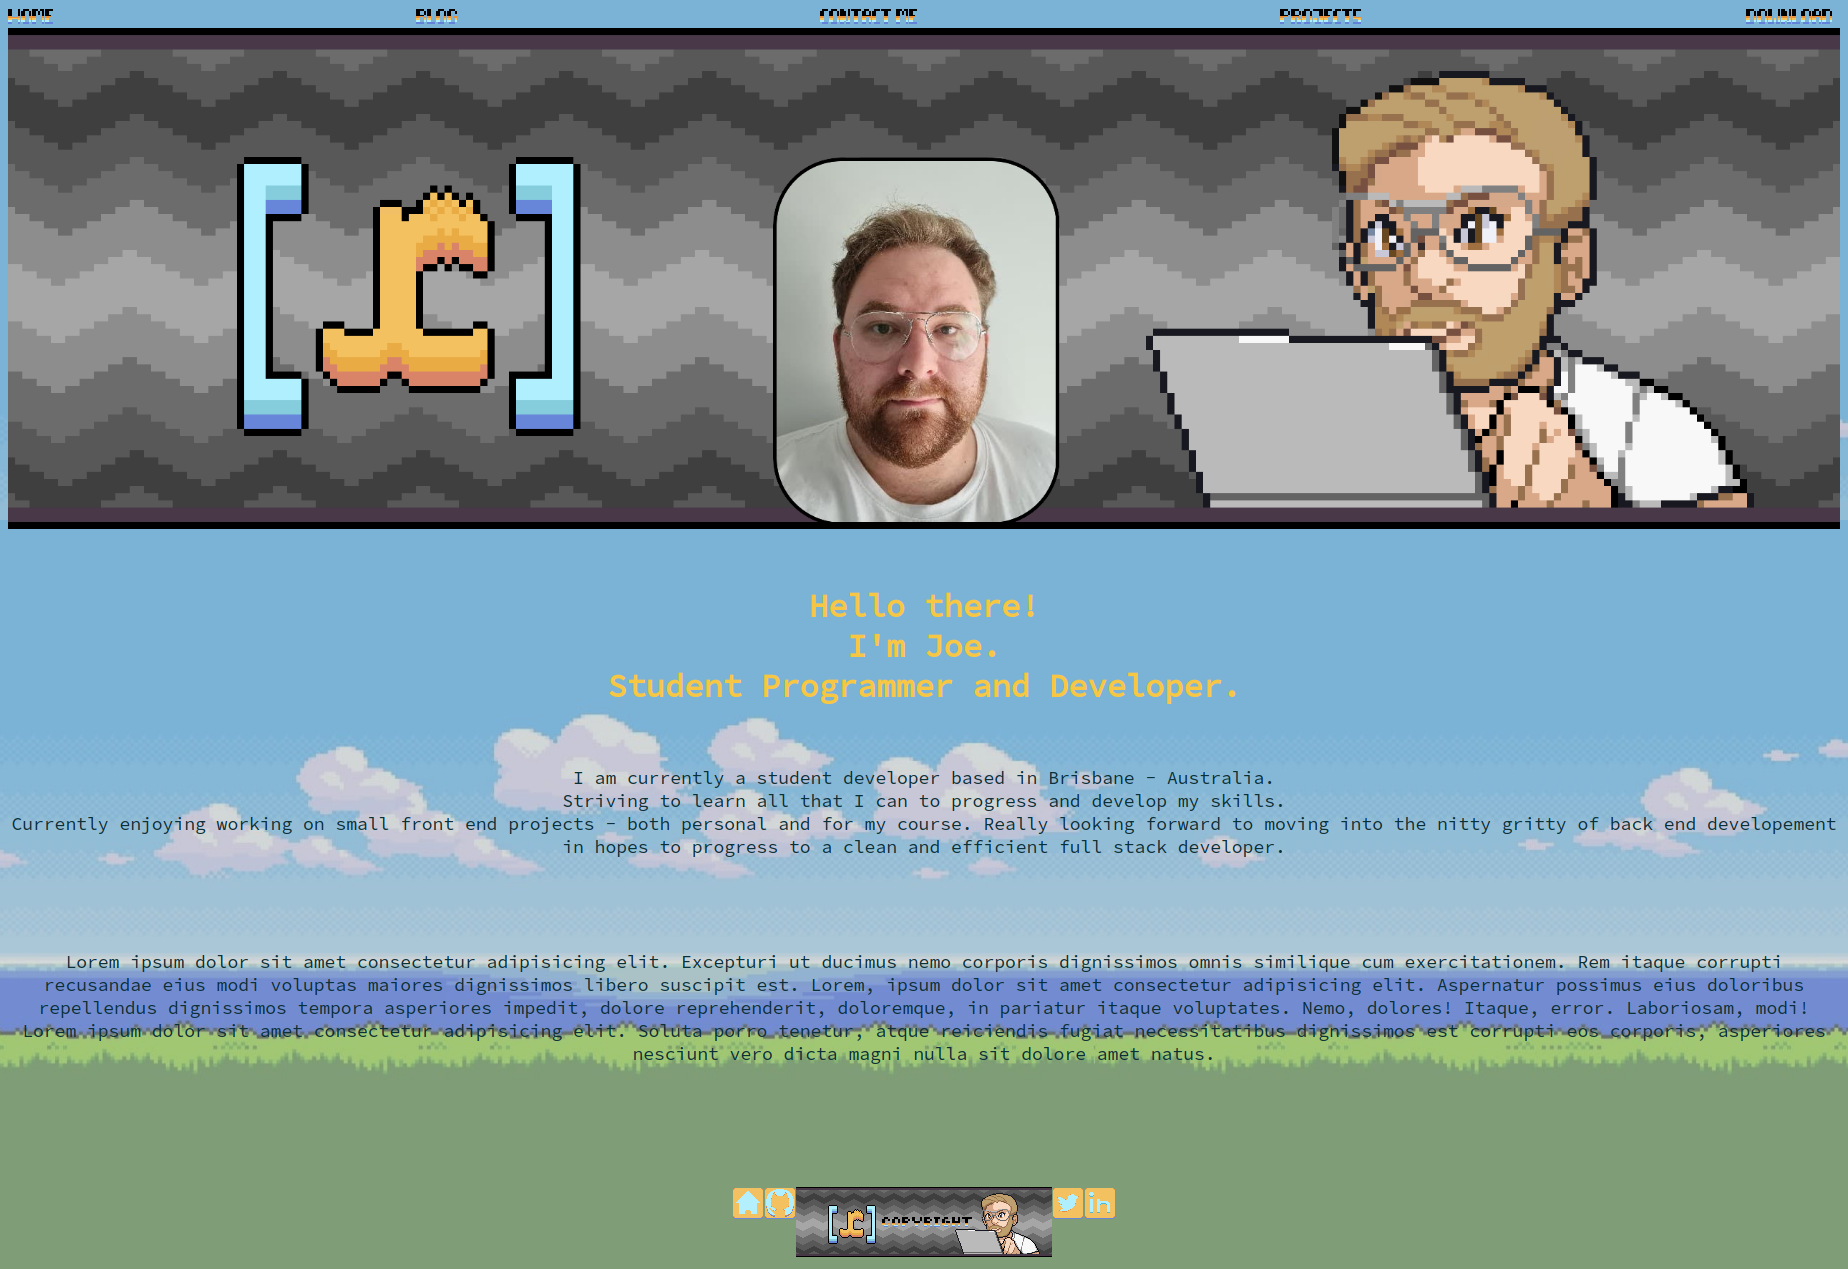 HOME
BLOG
CONTACT ME
PROJECTS
DOWNLOAD
Hello there!
I'm Joe.
Student Programmer and Developer.
I am currently a student developer based in Brisbane - Australia.
Striving to learn all that I can to progress and develop my skills.
Currently enjoying working on small front end projects - both personal and for my course. Really looking forward to moving into the nitty gritty of back end developement
in hopes to progress to a clean and efficient full stack developer.
Lorem ipsum dolor sit amet consectetur adipisicing elit. Excepturi ut ducimus nemo corporis dignissimos omnis similique cum exercitationem. Rem itaque corrupti
recusandae eius modi voluptas maiores dignissimos libero suscipit est. Lorem, ipsum dolor sit amet consectetur adipisicing elit. Aspernatur possimus eius doloribus
repellendus dignissimos tempora asperiores impedit, dolore reprehenderit, doloremque, in pariatur itaque voluptates. Nemo, dolores! Itaque, error. Laboriosam, modi!
Lorem ipsum dolor sit amet consectetur adipisicing elit. Soluta porro tenetur, atque reiciendis fugiat necessitatibus dignissimos est corrupti eos corporis, asperiores
nesciunt vero dicta magni nulla sit dolore amet natus.
COPYRIGHT
in